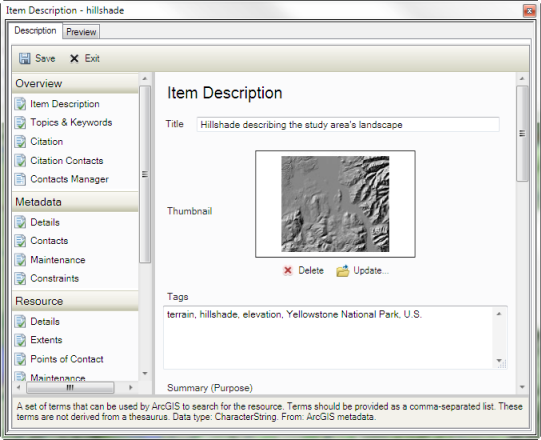 Item Description - hillshade
Description Preview
Save Exit
Overview
Item Description
Topics & Keywords
Citation
Citation Contacts
Contacts Manager
Metadata
Details
Contacts
Maintenance
Constraints
Resource
Details
Extents
Points of Contact
Maintenance
Item Description
Title Hillshade describing the study area's landscape
Thumbnail
Delete Update...
Tags
terrain, hillshade, elevation, Yellowstone National Park, U.S.
Summary (Purpose)
A set of terms that can be used by ArcGIS to search for the resource. Terms should be provided as a comma-separated list. These
terms are not derived from a thesaurus. Data type: CharacterString. From: ArcGIS metadata.